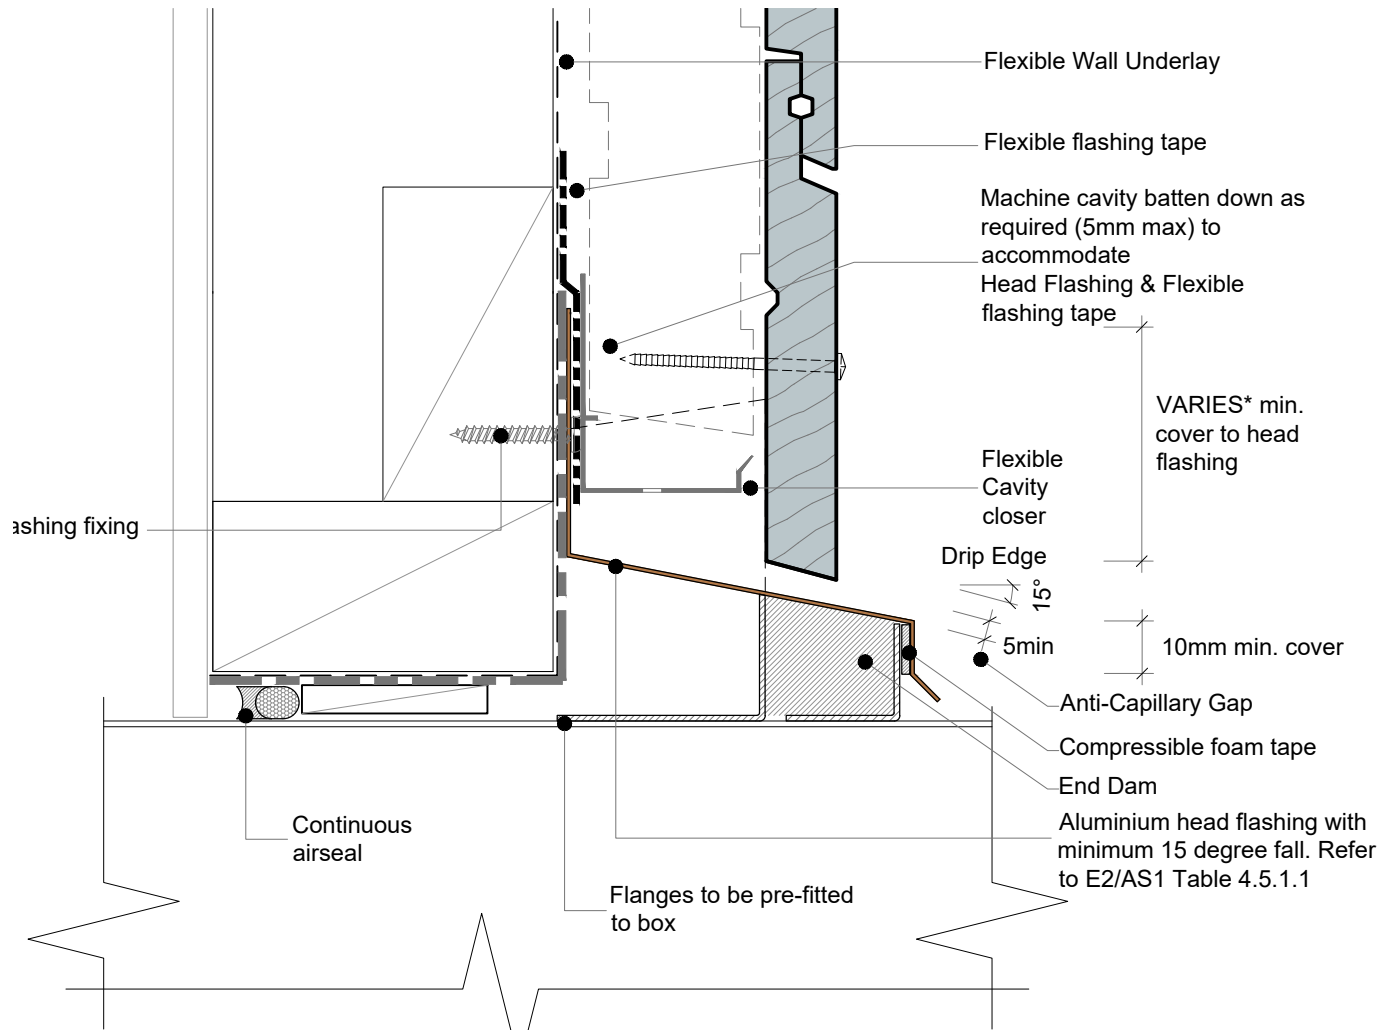 Flexible Wall Underlay
Flexible flashing tape
Machine cavity batten down as
required (5mm max) to
accommodate
Head Flashing & Flexible
flashing tape
VARIES* min.
cover to head
flashing
Flexible
Cavity
closer
ashing fixing
Drip Edge
15°
5min
10mm min. cover
Anti-Capillary Gap
Compressible foam tape
End Dam
Aluminium head flashing with
minimum 15 degree fall. Refer
to E2/AS1 Table 4.5.1.1
Continuous
airseal
Flanges to be pre-fitted
to box